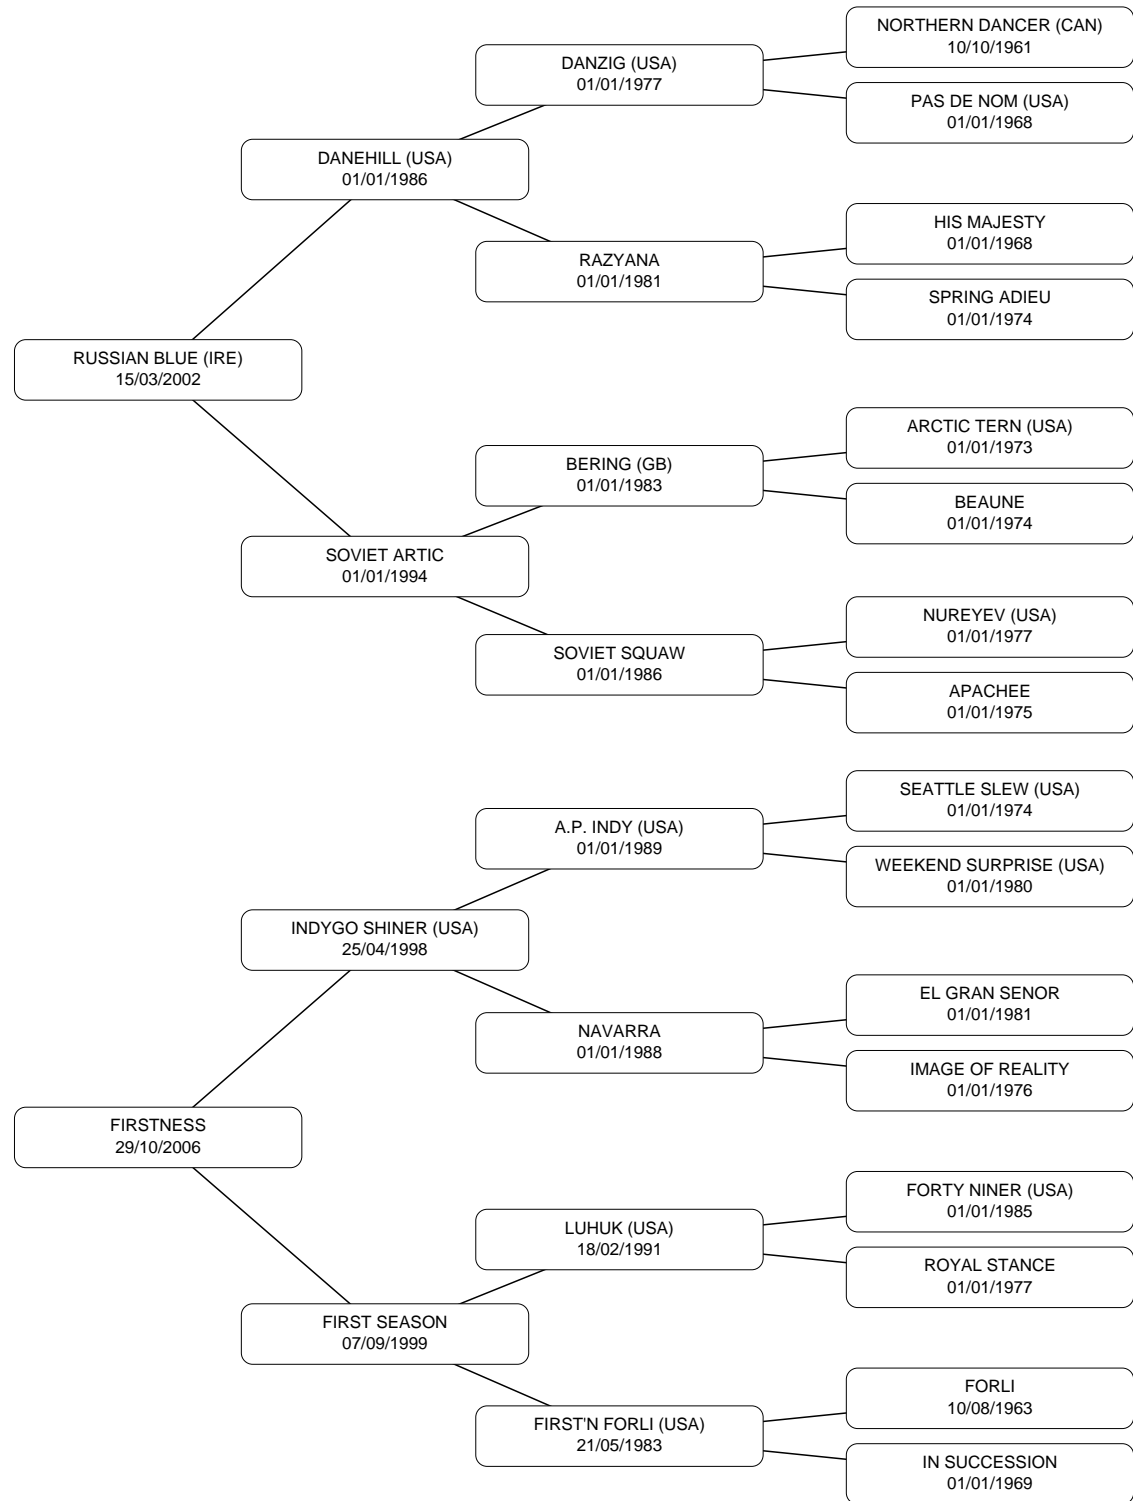 NORTHERN DANCER (CAN)
10/10/1961
DANZIG (USA)
01/01/1977
PAS DE NOM (USA)
01/01/1968
DANEHILL (USA)
01/01/1986
HIS MAJESTY
01/01/1968
RAZYANA
01/01/1981
SPRING ADIEU
01/01/1974
RUSSIAN BLUE (IRE)
15/03/2002
ARCTIC TERN (USA)
01/01/1973
BERING (GB)
01/01/1983
BEAUNE
01/01/1974
SOVIET ARTIC
01/01/1994
NUREYEV (USA)
01/01/1977
SOVIET SQUAW
01/01/1986
APACHEE
01/01/1975
SEATTLE SLEW (USA)
01/01/1974
A.P. INDY (USA)
01/01/1989
WEEKEND SURPRISE (USA)
01/01/1980
INDYGO SHINER (USA)
25/04/1998
EL GRAN SENOR
01/01/1981
NAVARRA
01/01/1988
IMAGE OF REALITY
01/01/1976
FIRSTNESS
29/10/2006
FORTY NINER (USA)
01/01/1985
LUHUK (USA)
18/02/1991
ROYAL STANCE
01/01/1977
FIRST SEASON
07/09/1999
FORLI
10/08/1963
FIRST'N FORLI (USA)
21/05/1983
IN SUCCESSION
01/01/1969